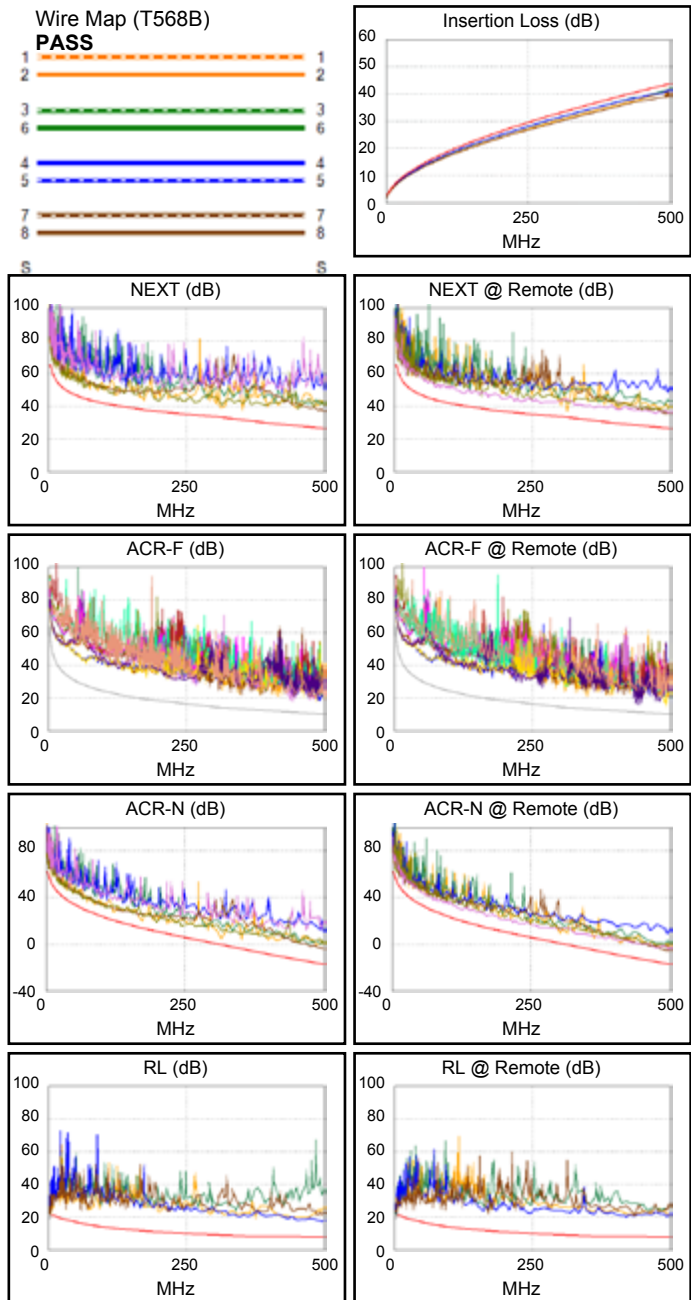 Wire Map (T568B)
PASS
1 1
2 2
3 3
6 6
4 4
5 5
7 7
8 8
S S
Insertion Loss (dB)
60
50
40
30
20
10
0
0 250 500
MHz
NEXT (dB)
100
80
60
40
20
0
0 250 500
MHz
NEXT @ Remote (dB)
100
80
60
40
20
0
0 250 500
MHz
ACR-F (dB)
100
80
60
40
20
0
0 250 500
MHz
ACR-F @ Remote (dB)
100
80
60
40
20
0
0 250 500
MHz
ACR-N (dB)
80
40
0
-40
0 250 500
MHz
ACR-N @ Remote (dB)
80
40
0
-40
0 250 500
MHz
RL (dB)
100
80
60
40
20
0
0 250 500
MHz
RL @ Remote (dB)
100
80
60
40
20
0
0 250 500
MHz